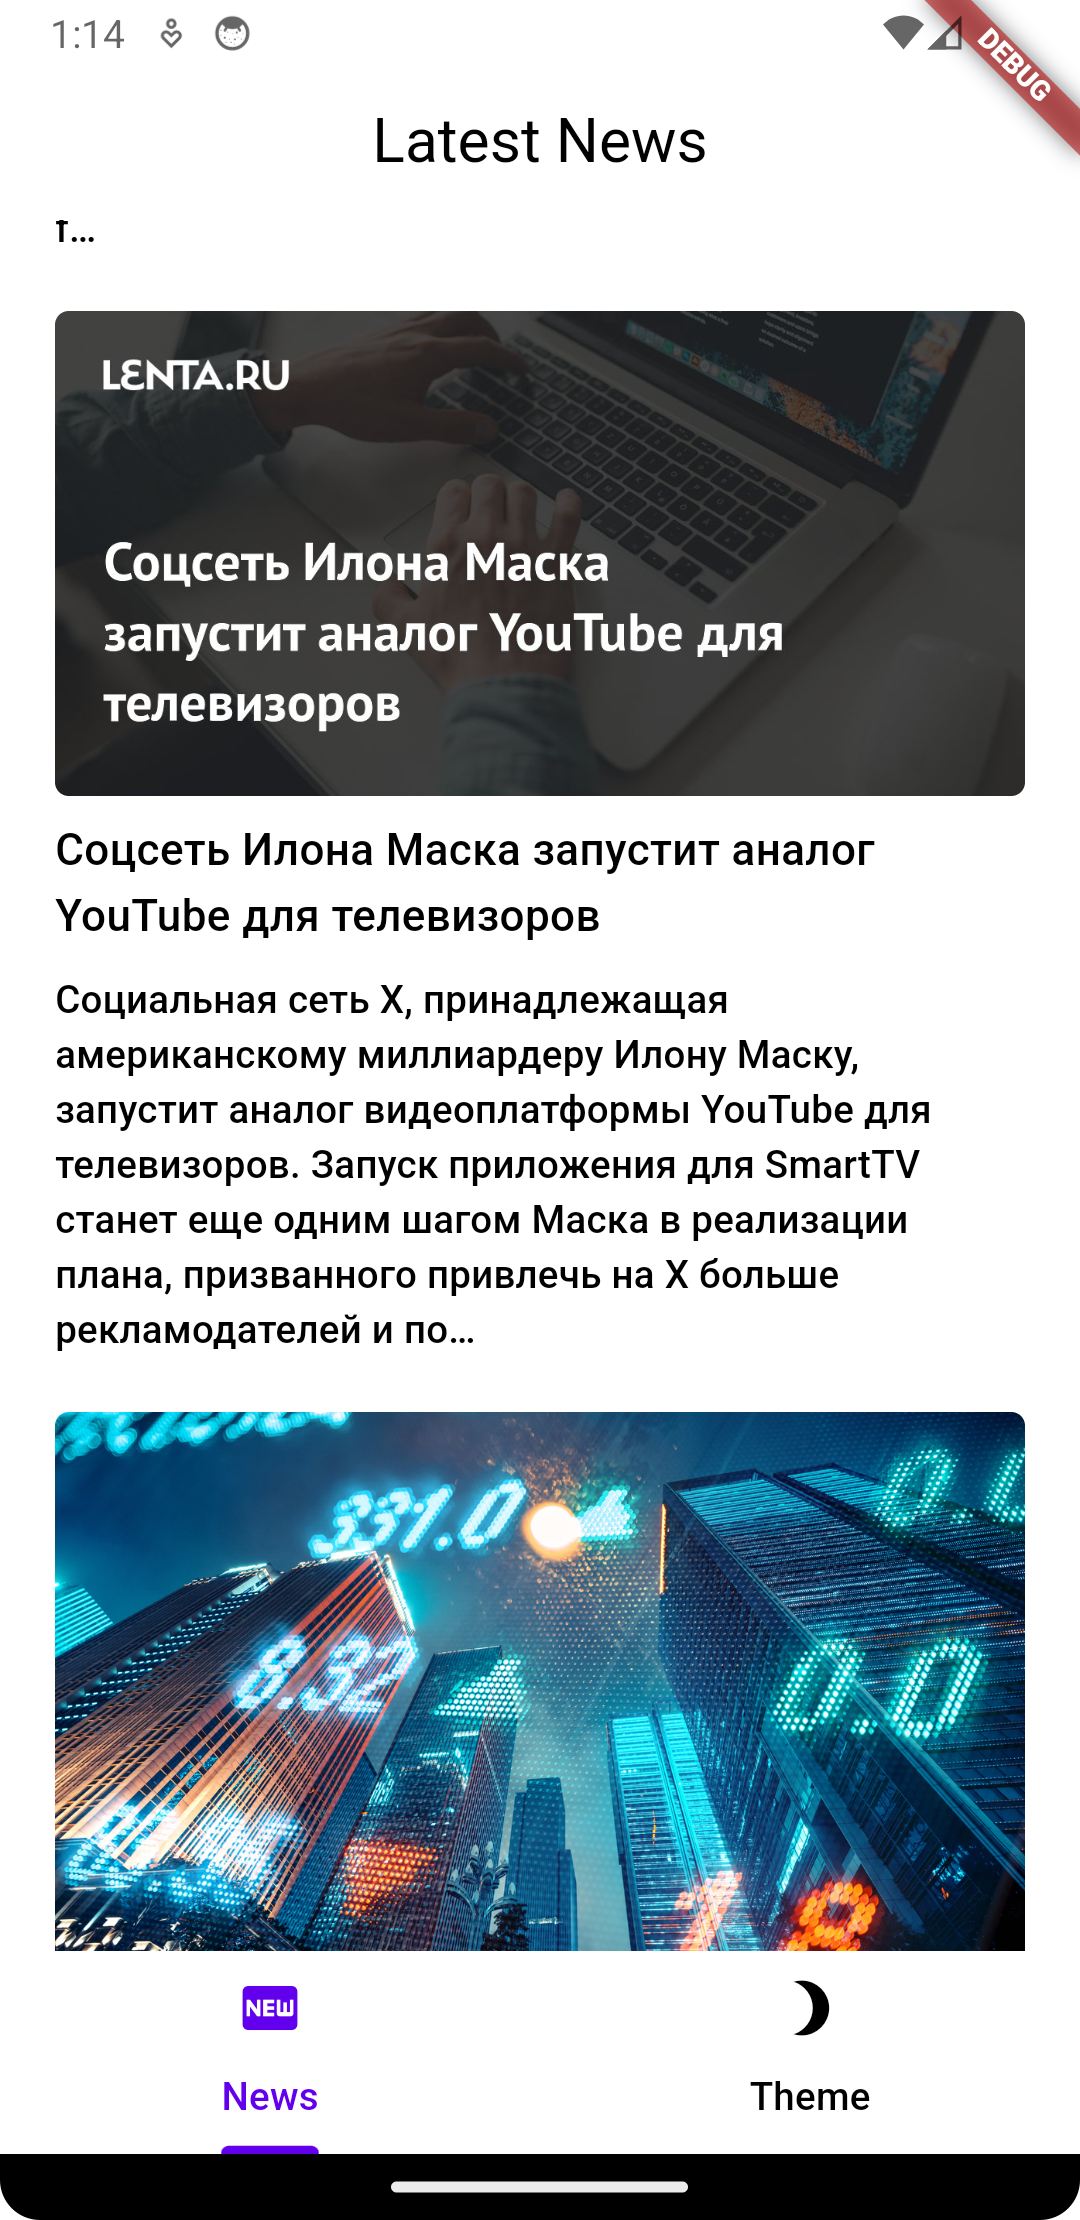 1:14
DEBUG
Latest News
т…
LENTA.RU
Соцсеть Илона Маска
запустит аналог YouTube для
телевизоров
Соцсеть Илона Маска запустит аналог
YouTube для телевизоров
Социальная сеть X, принадлежащая
американскому миллиардеру Илону Маску,
запустит аналог видеоплатформы YouTube для
телевизоров. Запуск приложения для SmartTV
станет еще одним шагом Маска в реализации
плана, призванного привлечь на X больше
рекламодателей и по…
331.0
0.0
8.32
0.0
NEW
News
Theme